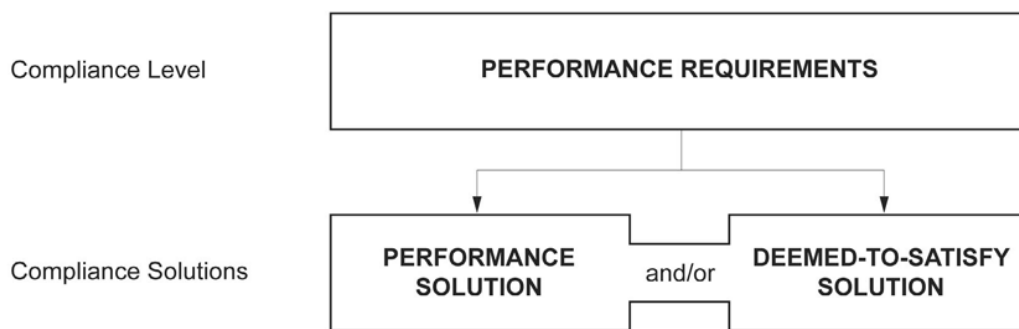 Compliance Level
PERFORMANCE REQUIREMENTS
Compliance Solutions
PERFORMANCE
SOLUTION
and/or
DEEMED-TO-SATISFY
SOLUTION